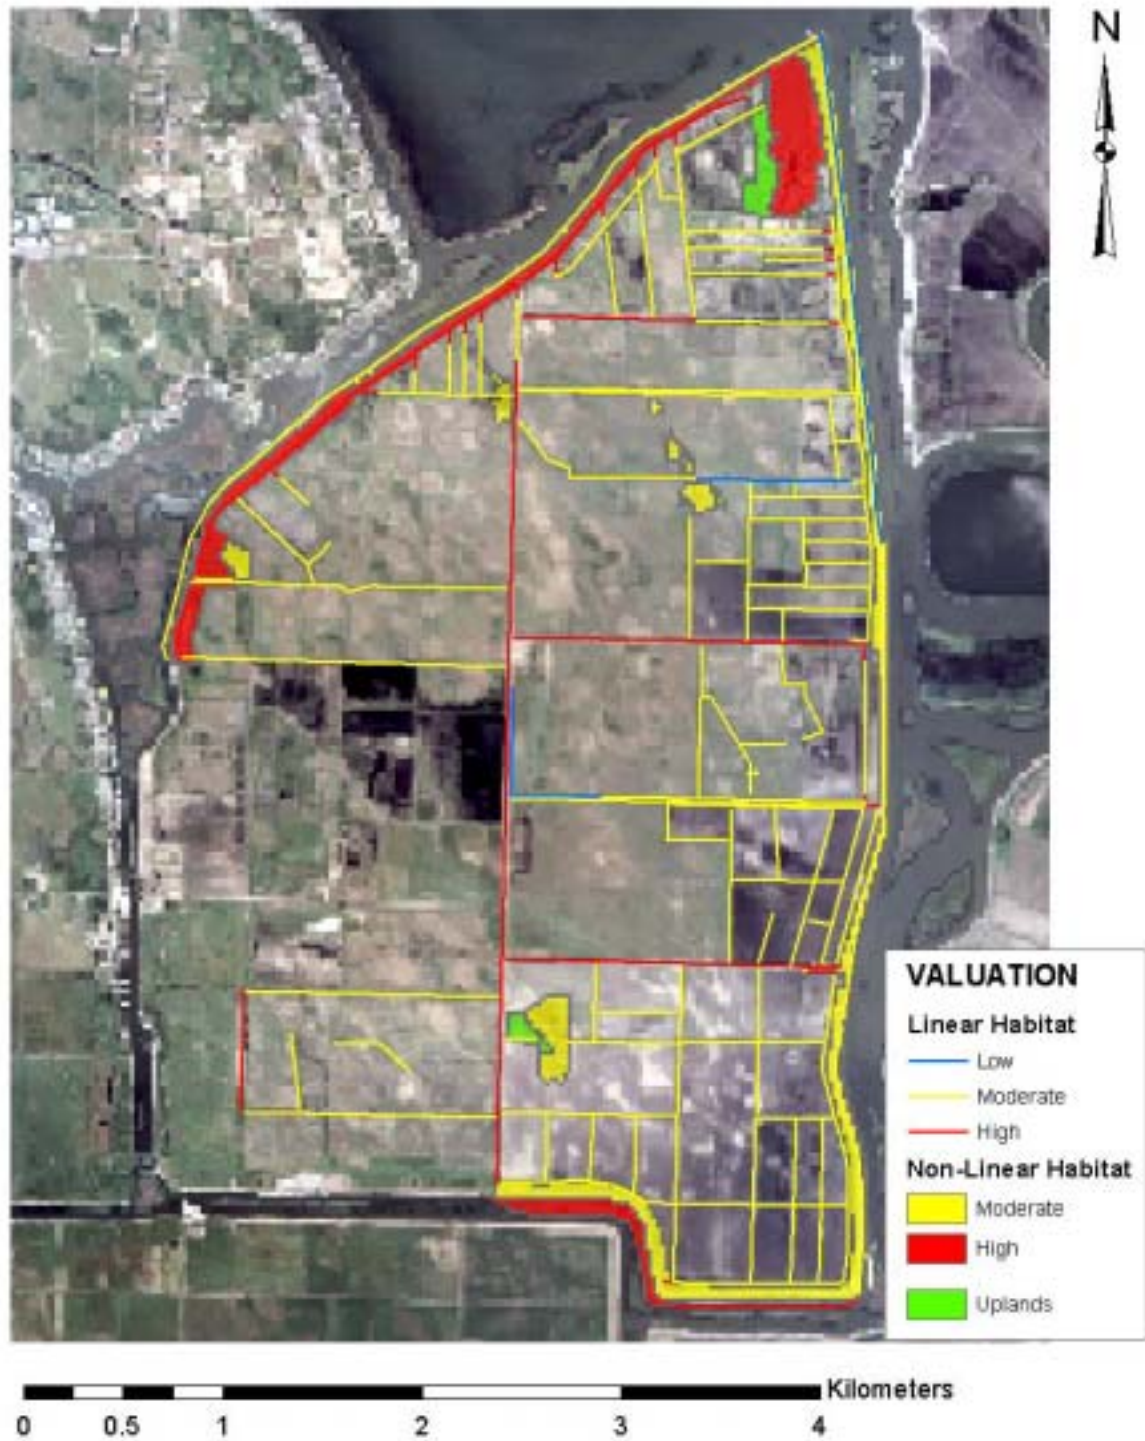 N
VALUATION
Linear Habitat
Low
Moderate
High
Non-Linear Habitat
Moderate
High
Uplands
Kilometers
0 0.5 1 2 3 4